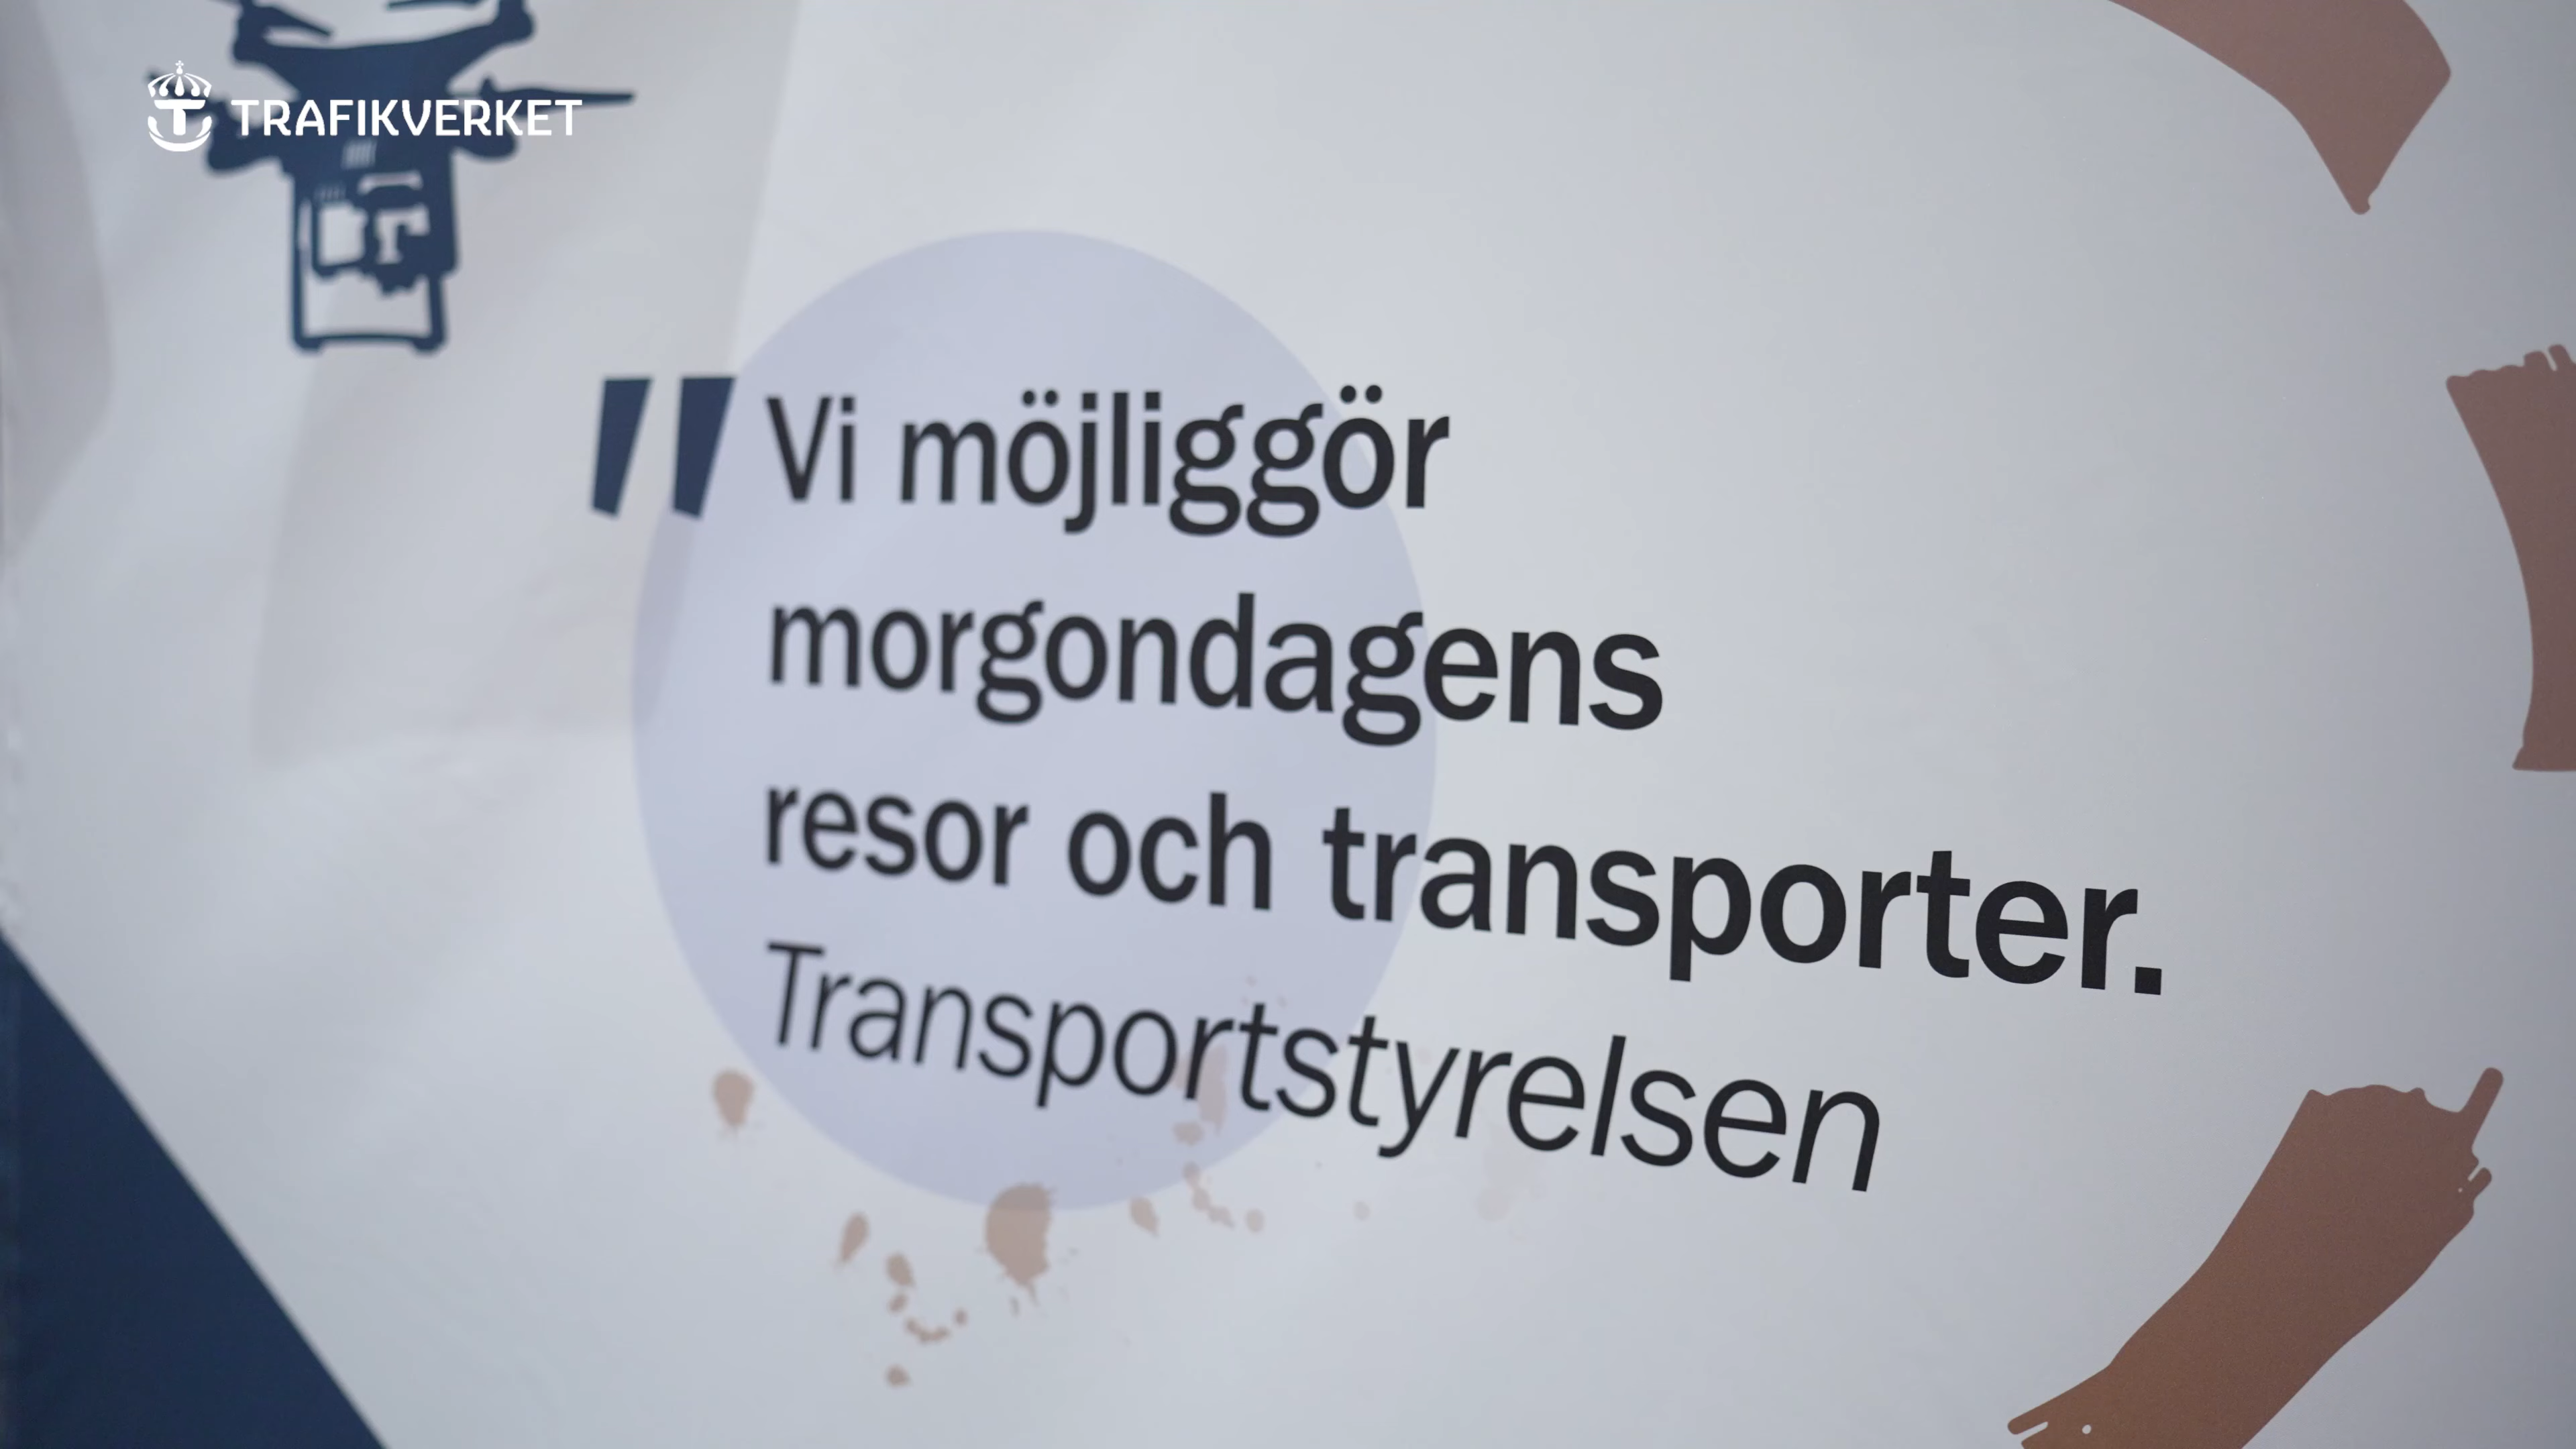 TRAFIKVERKET
" Vi möjliggör
morgondagens
resor och transporter.
Transportstyrelsen